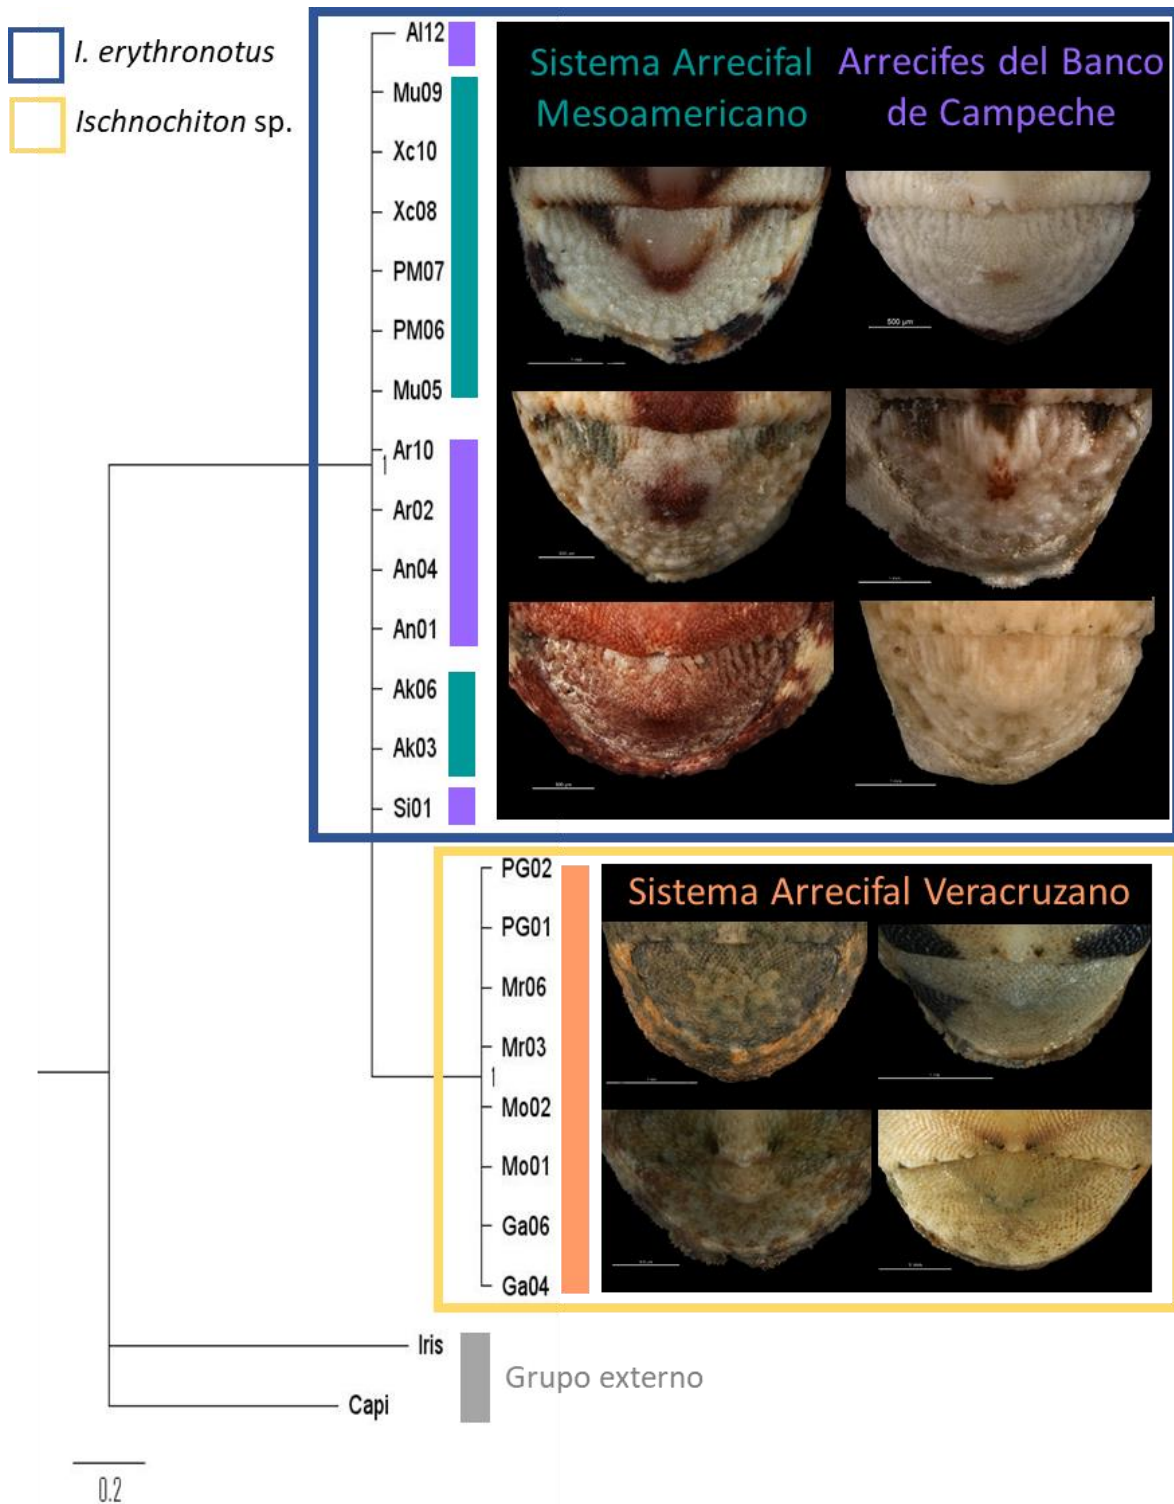 I. erythronotus
Ischnochiton sp.
Al12
Mu09
Xc10
Xc08
PM07
PM06
Mu05
Ar10
1
Ar02
An04
An01
Ak06
Ak03
Si01
Sistema Arrecifal
Mesoamericano
Arrecifes del Banco
de Campeche
500 µm
PG02
PG01
Mr06
Mr03
1
Mo02
Mo01
Ga06
Ga04
Sistema Arrecifal Veracruzano
Iris
Capi
Grupo externo
0.2